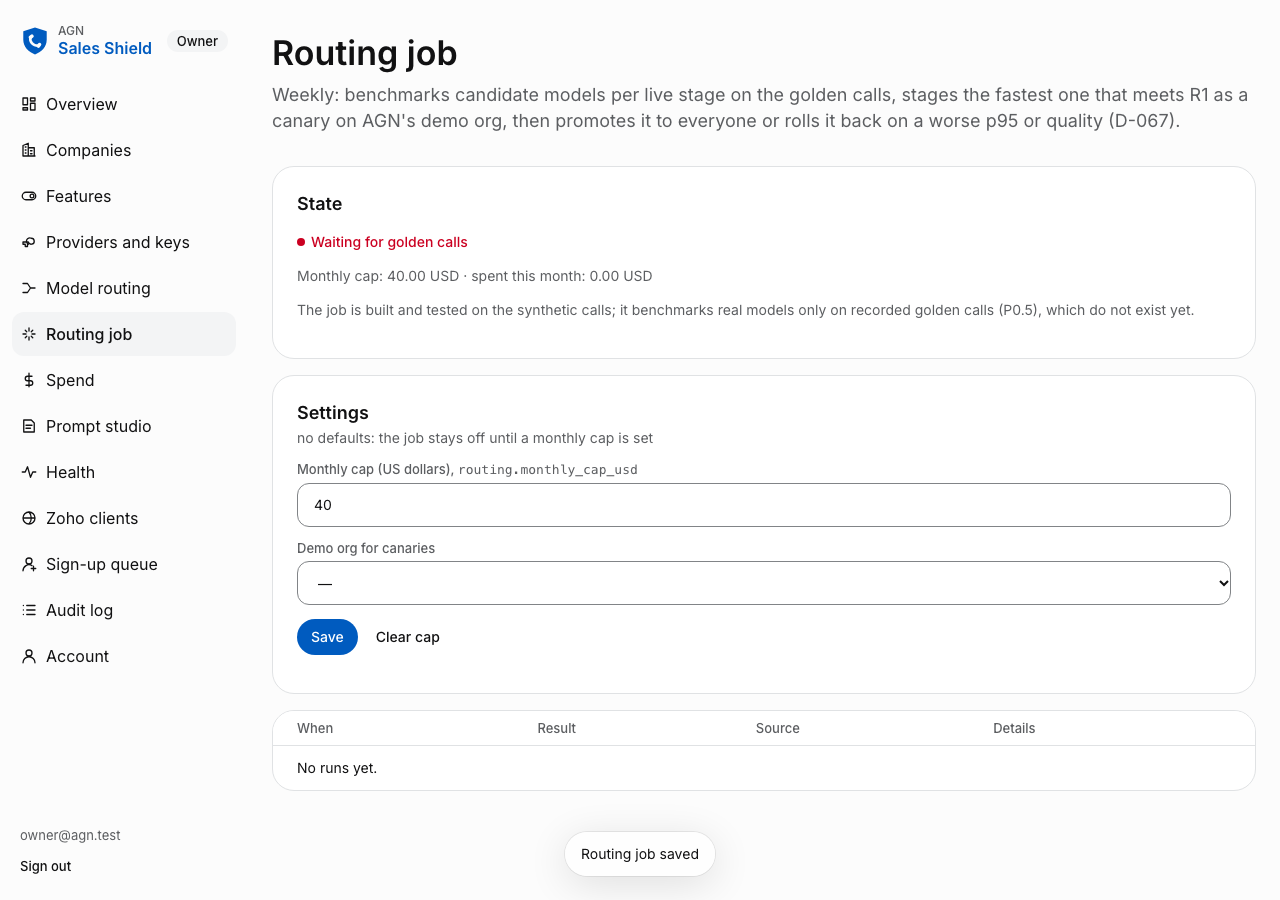 AGN
Sales Shield
Owner
Overview
Companies
Features
Providers and keys
Model routing
Routing job
Spend
Prompt studio
Health
Zoho clients
Sign-up queue
Audit log
Account
owner@agn.test
Sign out
Routing job
Weekly: benchmarks candidate models per live stage on the golden calls, stages the fastest one that meets R1 as a
canary on AGN's demo org, then promotes it to everyone or rolls it back on a worse p95 or quality (D-067).
State
Waiting for golden calls
Monthly cap: 40.00 USD · spent this month: 0.00 USD
The job is built and tested on the synthetic calls; it benchmarks real models only on recorded golden calls (P0.5), which do not exist yet.
Settings
no defaults: the job stays off until a monthly cap is set
Monthly cap (US dollars), routing.monthly_cap_usd
40
Demo org for canaries
—
Save Clear cap
When Result Source Details
No runs yet.
Routing job saved